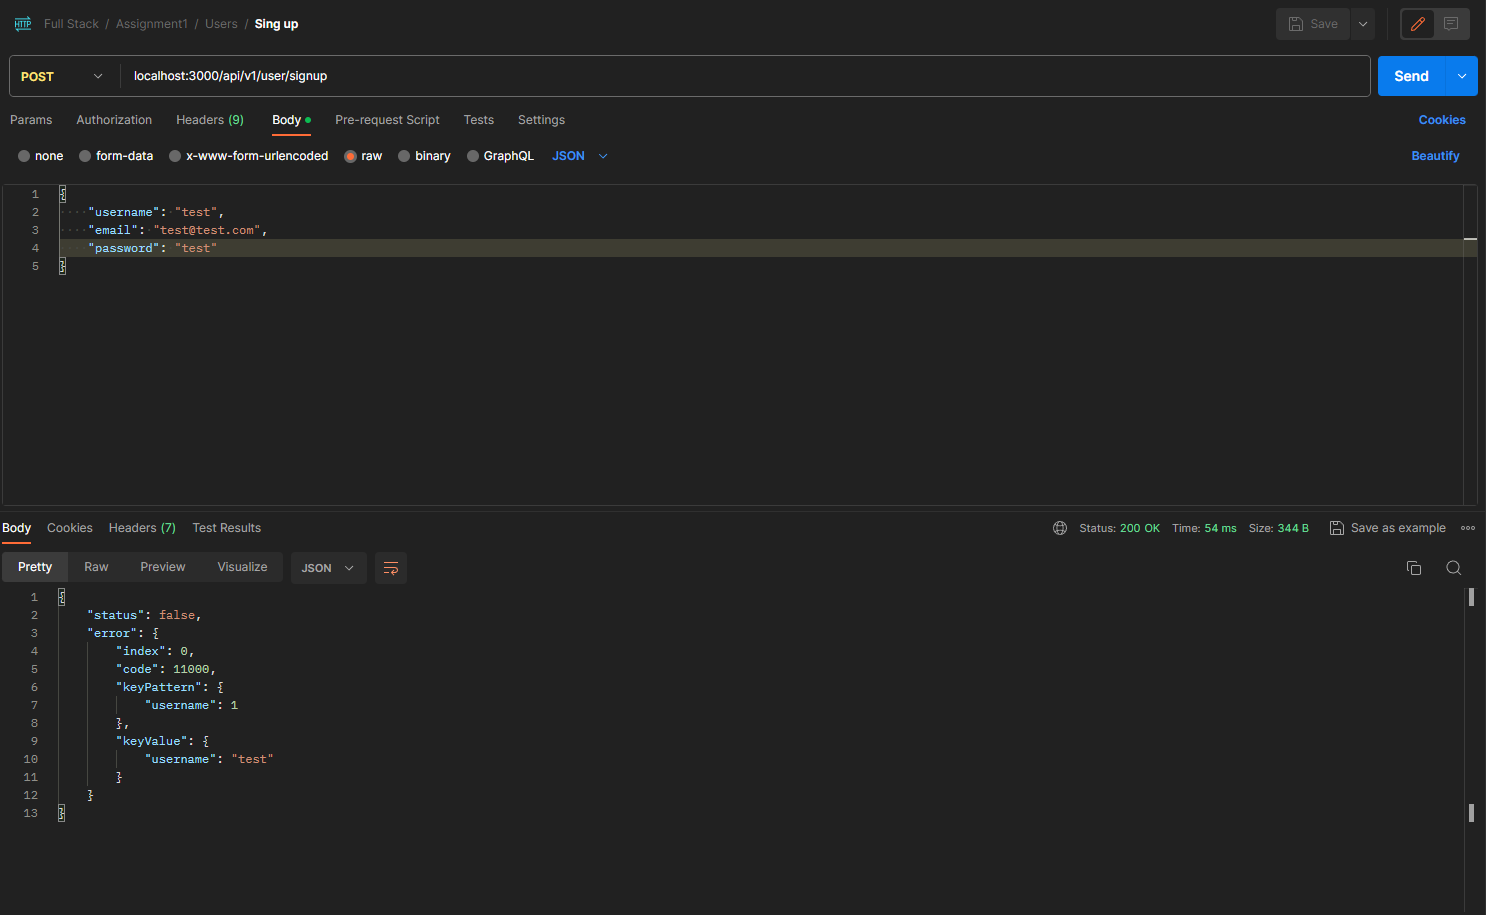 HTTP Full Stack / Assignment1 / Users / Sing up Save
POST localhost:3000/api/v1/user/signup Send
Params Authorization Headers (9) Body Pre-request Script Tests Settings Cookies
none form-data x-www-form-urlencoded raw binary GraphQL JSON Beautify
1 {
2 "username": "test",
3 "email": "test@test.com",
4 "password": "test"
5 }
Body Cookies Headers (7) Test Results Status: 200 OK Time: 54 ms Size: 344 B Save as example
Pretty Raw Preview Visualize JSON
1 {
2 "status": false,
3 "error": {
4 "index": 0,
5 "code": 11000,
6 "keyPattern": {
7 "username": 1
8 },
9 "keyValue": {
10 "username": "test"
11 }
12 }
13 }